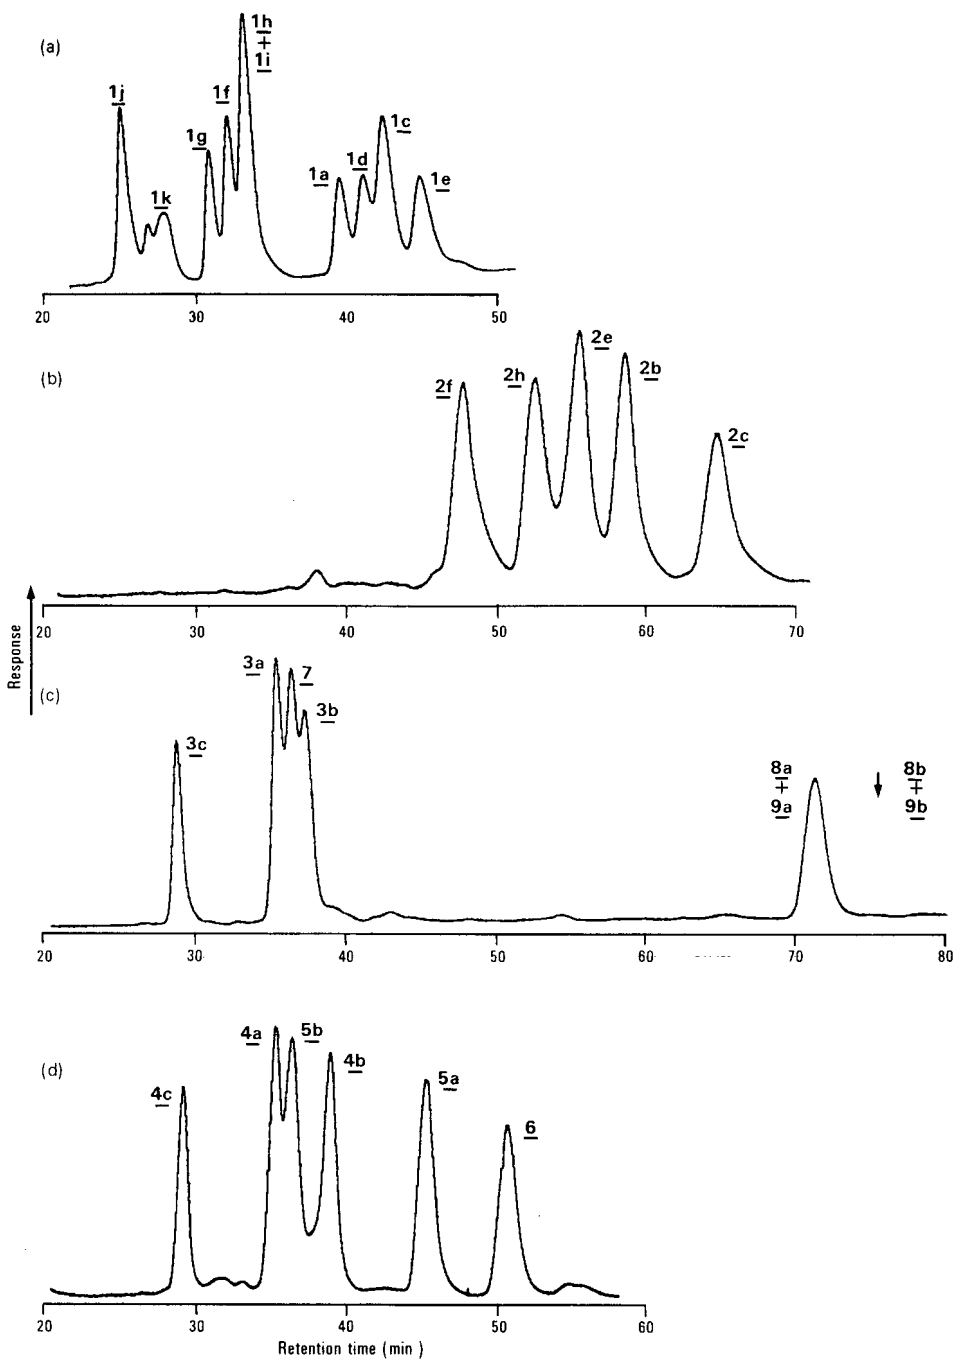 (a)
1j
1k
1g
1f
1h
+
1i
1a
1d
1c
1e
20 30 40 50
(b)
2f
2h
2e
2b
2c
20 30 40 50 60 70
Response
(c)
3c
3a
7
3b
8a
+
9a
8b
+
9b
20 30 40 50 60 70 80
(d)
4c
4a
5b
4b
5a
6
20 30 40 50 60
Retention time (min )